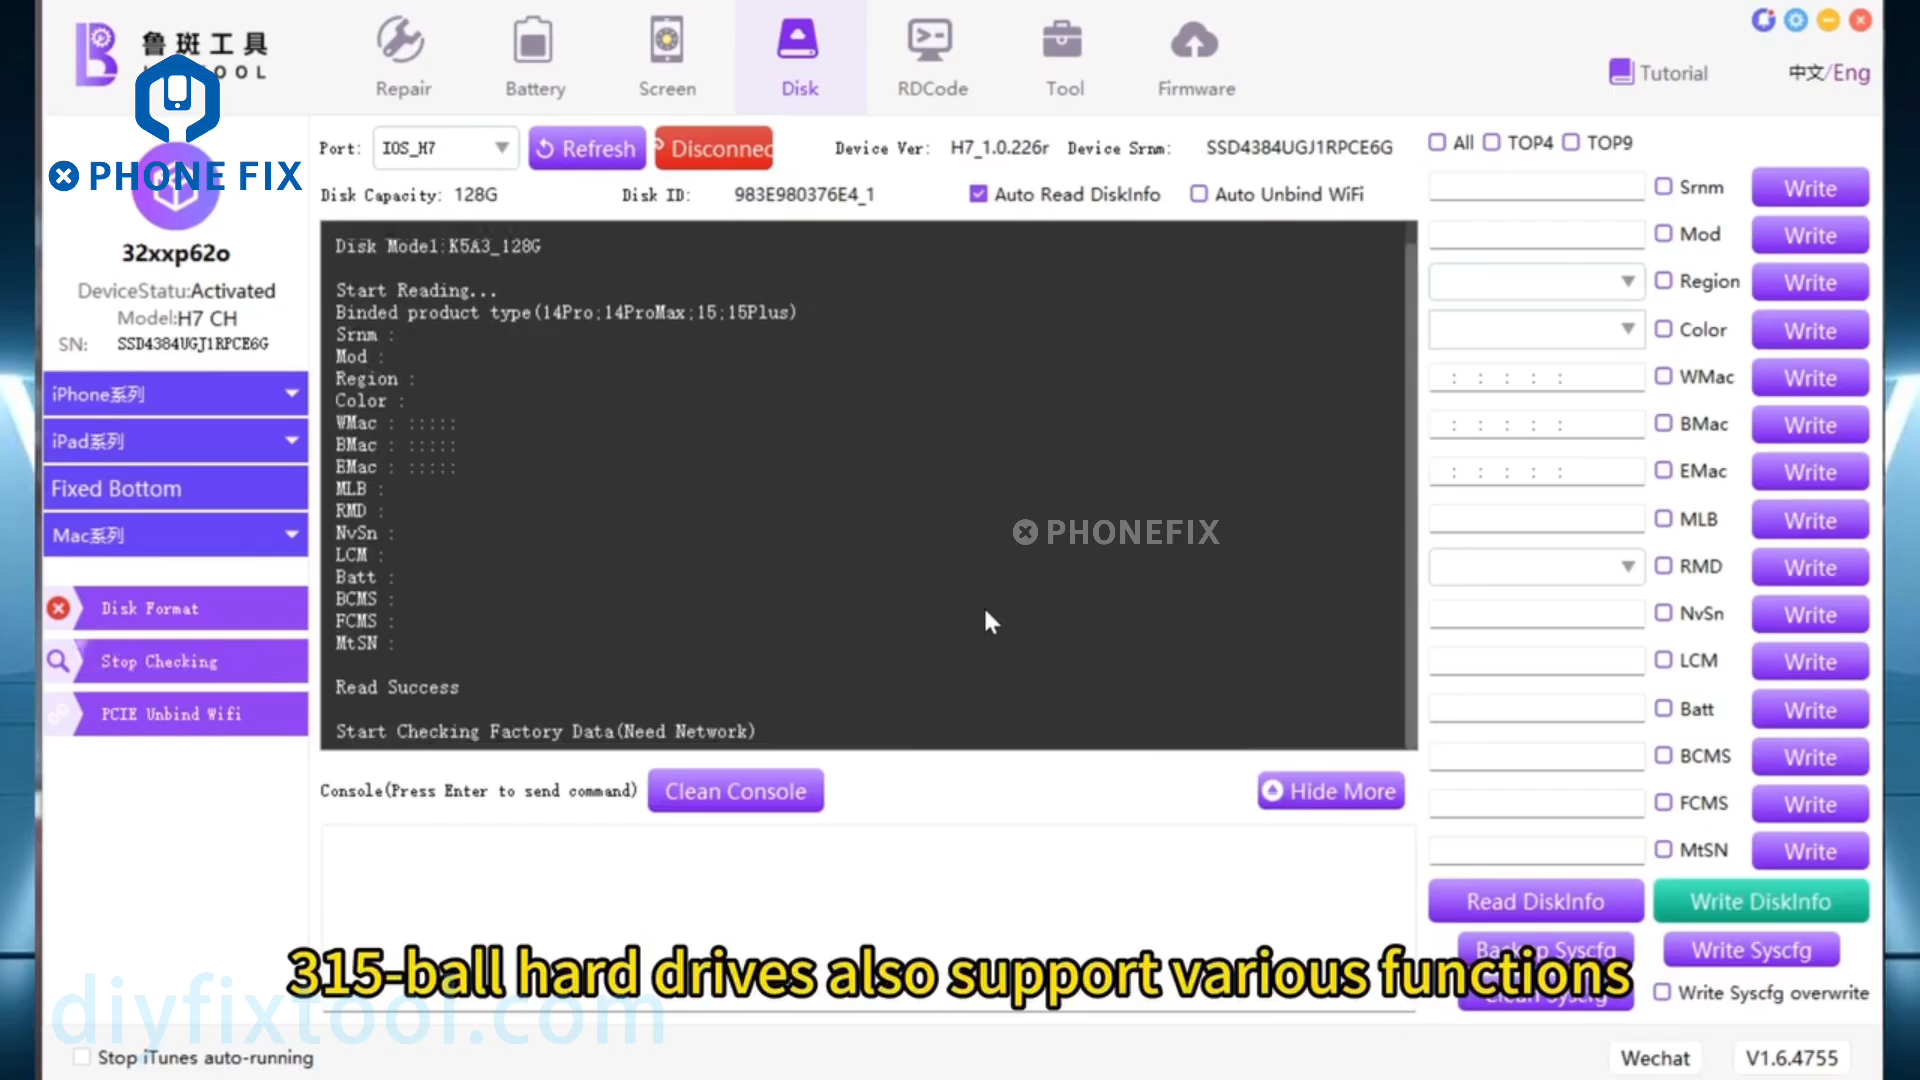 鲁班工具
Repair
Battery
Screen
Disk
RDCode
Tool
Firmware
Tutorial
中文/Eng
PHONE FIX
32xxp62o
DeviceStatu:Activated
Model:H7 CH
SN: SSD4384UGJ1RPCE6G
iPhone系列
iPad系列
Fixed Bottom
Mac系列
Disk Format
Stop Checking
PCIE Unbind Wifi
Port: IOS_H7 Refresh Disconnec Device Ver: H7_1.0.226r Device Srnm: SSD4384UGJ1RPCE6G
Disk Capacity: 128G Disk ID: 983E980376E4_1 Auto Read DiskInfo Auto Unbind WiFi
Disk Model:K5A3_128G
Start Reading...
Binded product type(14Pro;14ProMax;15;15Plus)
Srnm :
Mod :
Region :
Color :
WMac : :::::
BMac : :::::
EMac : :::::
MLB :
RMD :
NvSn :
LCM :
Batt :
BCMS :
FCMS :
MtSN :
Read Success
Start Checking Factory Data(Need Network)
PHONEFIX
Console(Press Enter to send command) Clean Console Hide More
All TOP4 TOP9
Srnm Write
Mod Write
Region Write
Color Write
: : : : : WMac Write
: : : : : BMac Write
: : : : : EMac Write
MLB Write
RMD Write
NvSn Write
LCM Write
Batt Write
BCMS Write
FCMS Write
MtSN Write
Read DiskInfo Write DiskInfo
Backup Syscfg Write Syscfg
Clean Syscfg Write Syscfg overwrite
315-ball hard drives also support various functions
diyfixtool.com
Stop iTunes auto-running
Wechat V1.6.4755